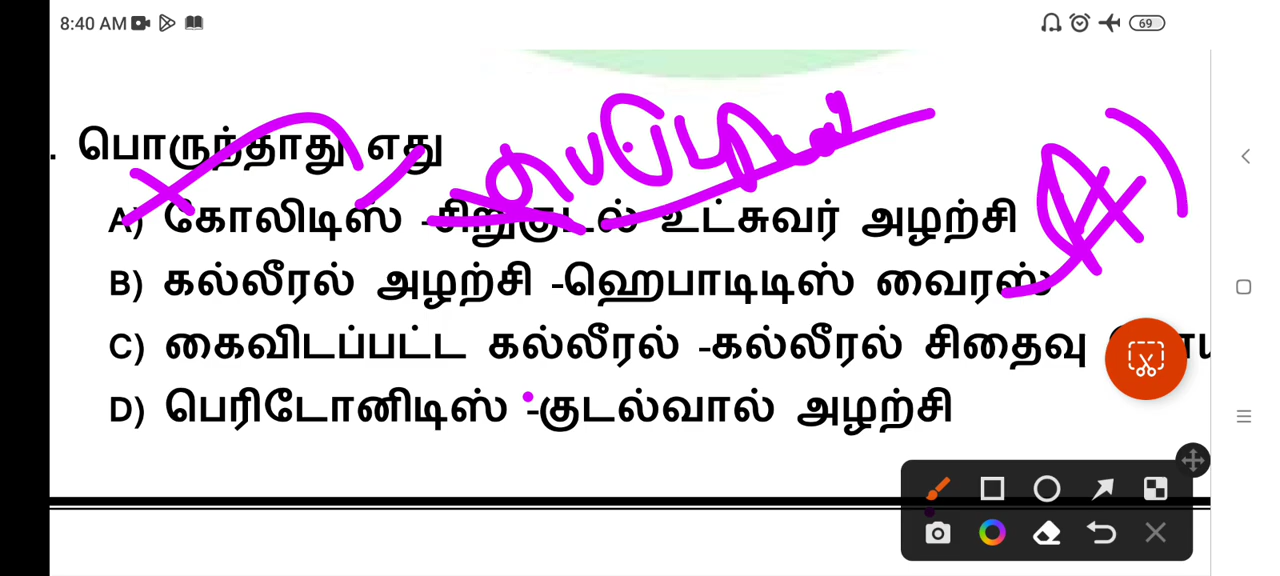 8:40 AM
69
. பொருந்தாது எது
A) கோலிடிஸ் -சிறுகுடல் உட்சுவர் அழற்சி
B) கல்லீரல் அழற்சி -ஹெபாடிடிஸ் வைரஸ்
C) கைவிடப்பட்ட கல்லீரல் -கல்லீரல் சிதைவு
D) பெரிடோனிடிஸ் -குடல்வால் அழற்சி